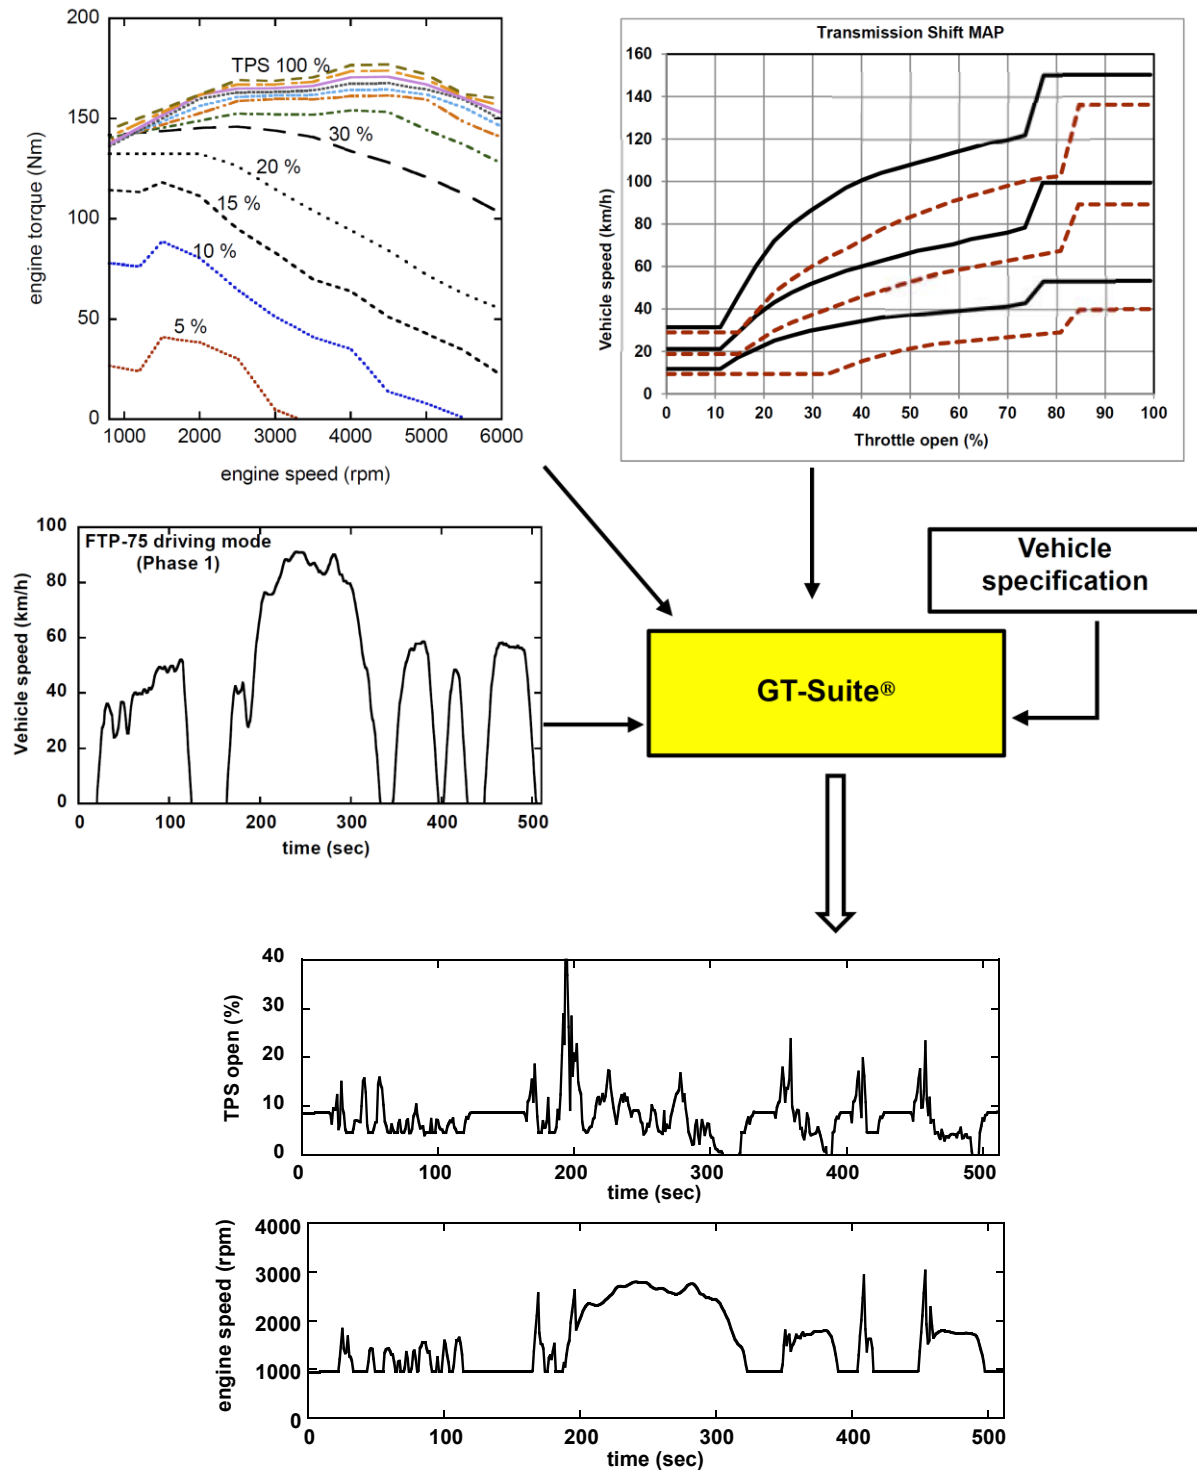 200
150
100
50
0
engine torque (Nm)
TPS 100 %
30 %
20 %
15 %
10 %
5 %
1000 2000 3000 4000 5000 6000
engine speed (rpm)
Transmission Shift MAP
160
140
120
100
80
60
40
20
0
Vehicle speed (km/h)
0 10 20 30 40 50 60 70 80 90 100
Throttle open (%)
100
80
60
40
20
0
Vehicle speed (km/h)
FTP-75 driving mode
(Phase 1)
0 100 200 300 400 500
time (sec)
Vehicle
specification
GT-Suite®
40
30
20
10
0
TPS open (%)
0 100 200 300 400 500
time (sec)
4000
3000
2000
1000
0
engine speed (rpm)
0 100 200 300 400 500
time (sec)